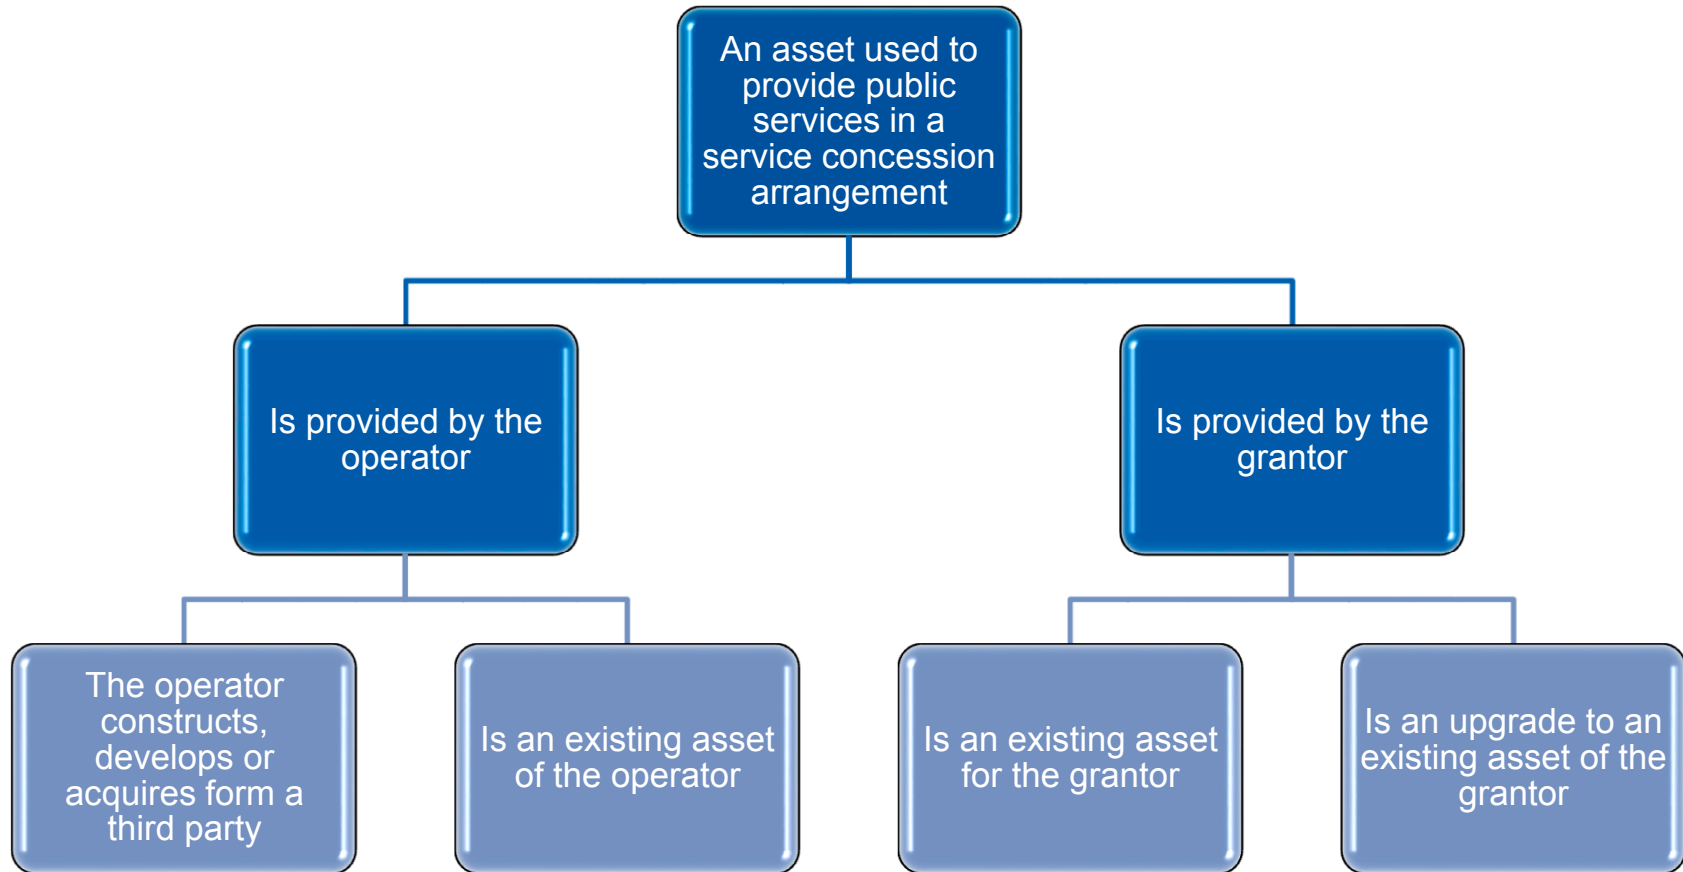 An asset used to
provide public
services in a
service concession
arrangement
Is provided by the
operator
Is provided by the
grantor
The operator
constructs,
develops or
acquires form a
third party
Is an existing asset
of the operator
Is an existing asset
for the grantor
Is an upgrade to an
existing asset of the
grantor